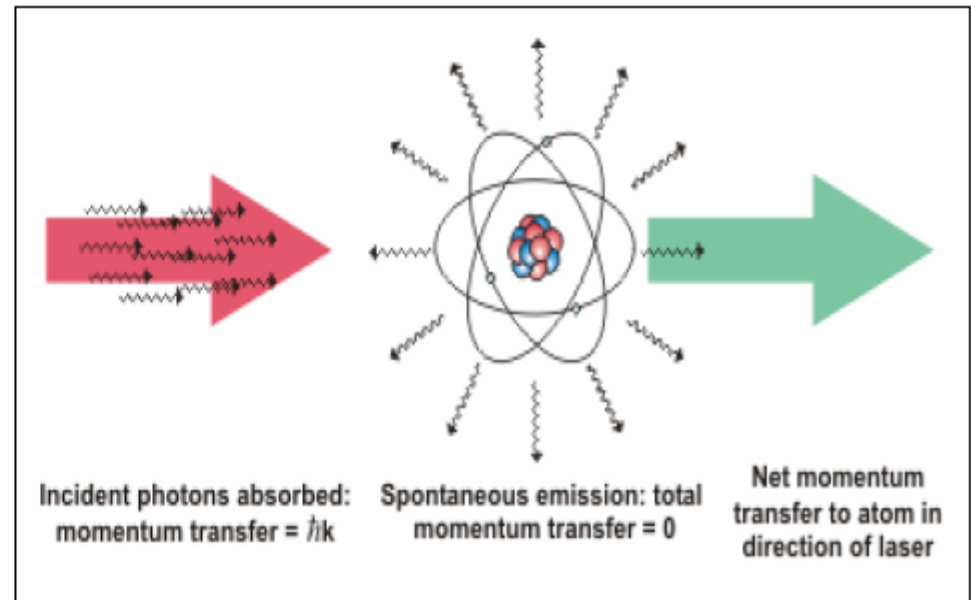 Incident photons absorbed:
momentum transfer = ℏk
Spontaneous emission: total
momentum transfer = 0
Net momentum
transfer to atom in
direction of laser